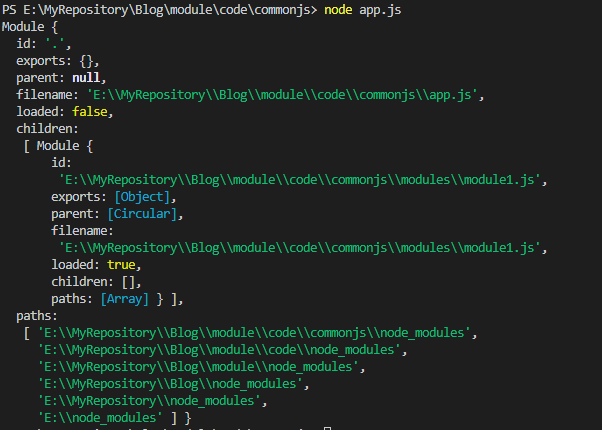 PS E:\MyRepository\Blog\module\code\commonjs> node app.js
Module {
  id: '.',
  exports: {},
  parent: null,
  filename: 'E:\\MyRepository\\Blog\\module\\code\\commonjs\\app.js',
  loaded: false,
  children:
   [ Module {
       id:
        'E:\\MyRepository\\Blog\\module\\code\\commonjs\\modules\\module1.js',
       exports: [Object],
       parent: [Circular],
       filename:
        'E:\\MyRepository\\Blog\\module\\code\\commonjs\\modules\\module1.js',
       loaded: true,
       children: [],
       paths: [Array] } ],
  paths:
   [ 'E:\\MyRepository\\Blog\\module\\code\\commonjs\\node_modules',
     'E:\\MyRepository\\Blog\\module\\code\\node_modules',
     'E:\\MyRepository\\Blog\\module\\node_modules',
     'E:\\MyRepository\\Blog\\node_modules',
     'E:\\MyRepository\\node_modules',
     'E:\\node_modules' ] }